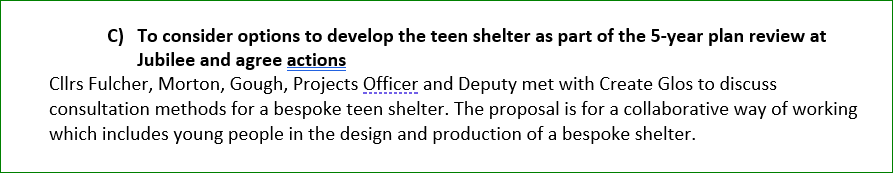 C) To consider options to develop the teen shelter as part of the 5-year plan review at
Jubilee and agree actions
Cllrs Fulcher, Morton, Gough, Projects Officer and Deputy met with Create Glos to discuss
consultation methods for a bespoke teen shelter. The proposal is for a collaborative way of working
which includes young people in the design and production of a bespoke shelter.